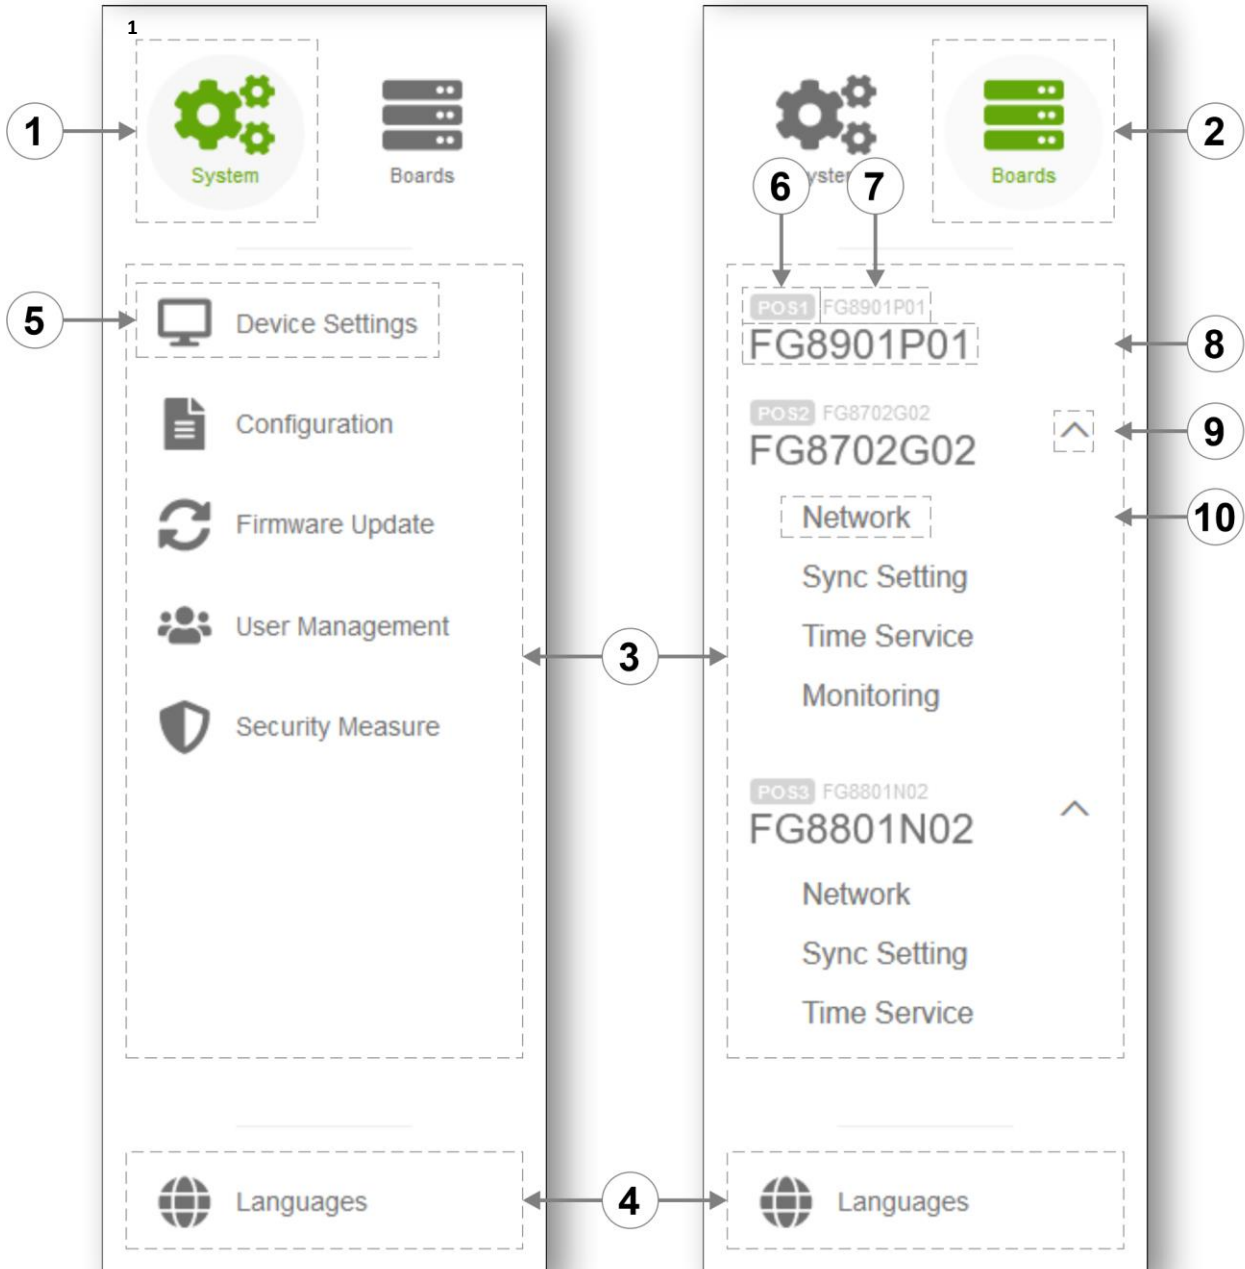 1
1
System
Boards
5
Device Settings
Configuration
Firmware Update
User Management
Security Measure
3
4
Languages
2
yste
Boards
6
7
POS1 FG8901P01
FG8901P01
8
POS2 FG8702G02
FG8702G02
9
Network
10
Sync Setting
Time Service
Monitoring
POS3 FG8801N02
FG8801N02
Network
Sync Setting
Time Service
Languages